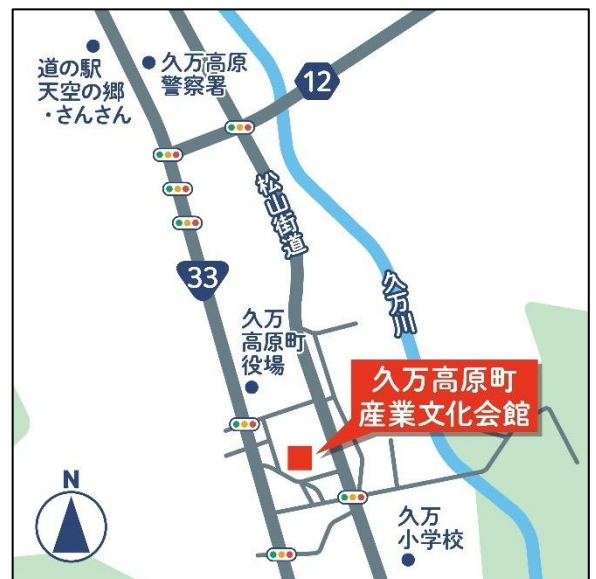 道の駅
天空の郷
・さんさん
久万高原
警察署
12
松山街道
33
久万川
久万
高原町
役場
久万高原町
産業文化会館
N
久万
小学校